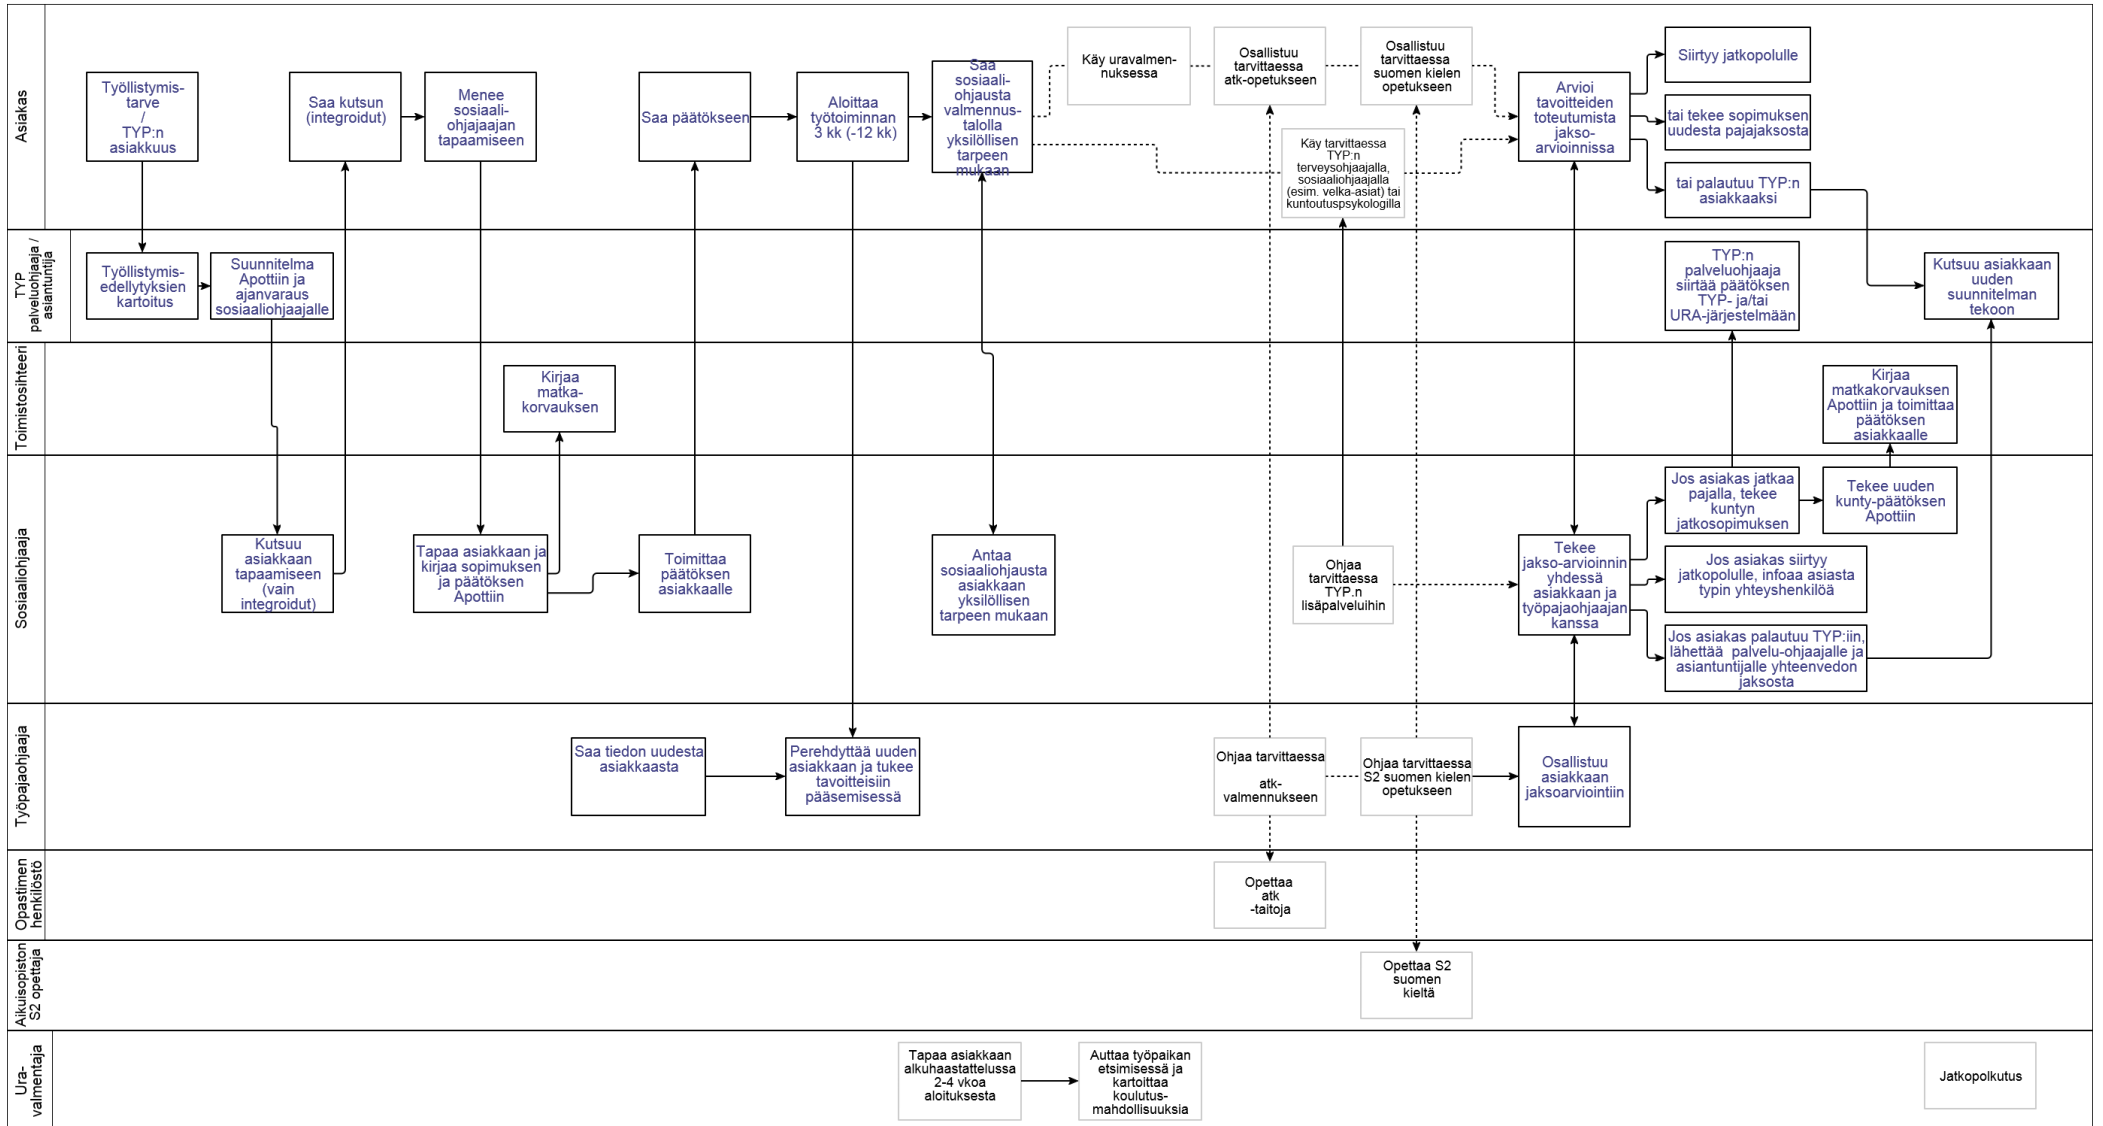 Asiakas
Työllistymis-
tarve
/
TYP:n
asiakkuus
Saa kutsun
(integroidut)
Menee
sosiaali-
ohjajaajan
tapaamiseen
Saa päätökseen
Aloittaa
työtoiminnan
3 kk (-12 kk)
Saa
sosiaali-
ohjausta
valmennus-
talolla
yksilöllisen
tarpeen
mukaan
Käy uravalmen-
nuksessa
Osallistuu
tarvittaessa
atk-opetukseen
Osallistuu
tarvittaessa
suomen kielen
opetukseen
Käy tarvittaessa
TYP:n
terveysohjaajalla,
sosiaaliohjaajalla
(esim. velka-asiat) tai
kuntoutuspsykologilla
Arvioi
tavoitteiden
toteutumista
jakso-
arvioinnissa
Siirtyy jatkopolulle
tai tekee sopimuksen
uudesta pajajaksosta
tai palautuu TYP:n
asiakkaaksi
TYP
palveluohjaaja /
asiantuntija
Työllistymis-
edellytyksien
kartoitus
Suunnitelma
Apottiin ja
ajanvaraus
sosiaaliohjaajalle
TYP:n
palveluohjaaja
siirtää päätöksen
TYP- ja/tai
URA-järjestelmään
Kutsuu asiakkaan
uuden
suunnitelman
tekoon
Toimistosihteeri
Kirjaa
matka-
korvauksen
Kirjaa
matkakorvauksen
Apottiin ja toimittaa
päätöksen
asiakkaalle
Sosiaaliohjaaja
Kutsuu
asiakkaan
tapaamiseen
(vain
integroidut)
Tapaa asiakkaan ja
kirjaa sopimuksen
ja päätöksen
Apottiin
Toimittaa
päätöksen
asiakkaalle
Antaa
sosiaaliohjausta
asiakkaan
yksilöllisen
tarpeen mukaan
Ohjaa
tarvittaessa
TYP.n
lisäpalveluihin
Tekee
jakso-arvioinnin
yhdessä
asiakkaan ja
työpajaohjaajan
kanssa
Jos asiakas jatkaa
pajalla, tekee
kuntyn
jatkosopimuksen
Tekee uuden
kunty-päätöksen
Apottiin
Jos asiakas siirtyy
jatkopolulle, infoaa asiasta
typin yhteyshenkilöä
Jos asiakas palautuu TYP:iin,
lähettää palvelu-ohjaajalle ja
asiantuntijalle yhteenvedon
jaksosta
Työpajaohjaaja
Saa tiedon uudesta
asiakkaasta
Perehdyttää uuden
asiakkaan ja tukee
tavoitteisiin
pääsemisessä
Ohjaa tarvittaessa
atk-
valmennukseen
Ohjaa tarvittaessa
S2 suomen kielen
opetukseen
Osallistuu
asiakkaan
jaksoarviointiin
Opastimen
henkilöstö
Opettaa
atk
-taitoja
Aikuisopiston
S2 opettaja
Opettaa S2
suomen
kieltä
Ura-
valmentaja
Tapaa asiakkaan
alkuhaastattelussa
2-4 vkoa
aloituksesta
Auttaa työpaikan
etsimisessä ja
kartoittaa
koulutus-
mahdollisuuksia
Jatkopolkutus